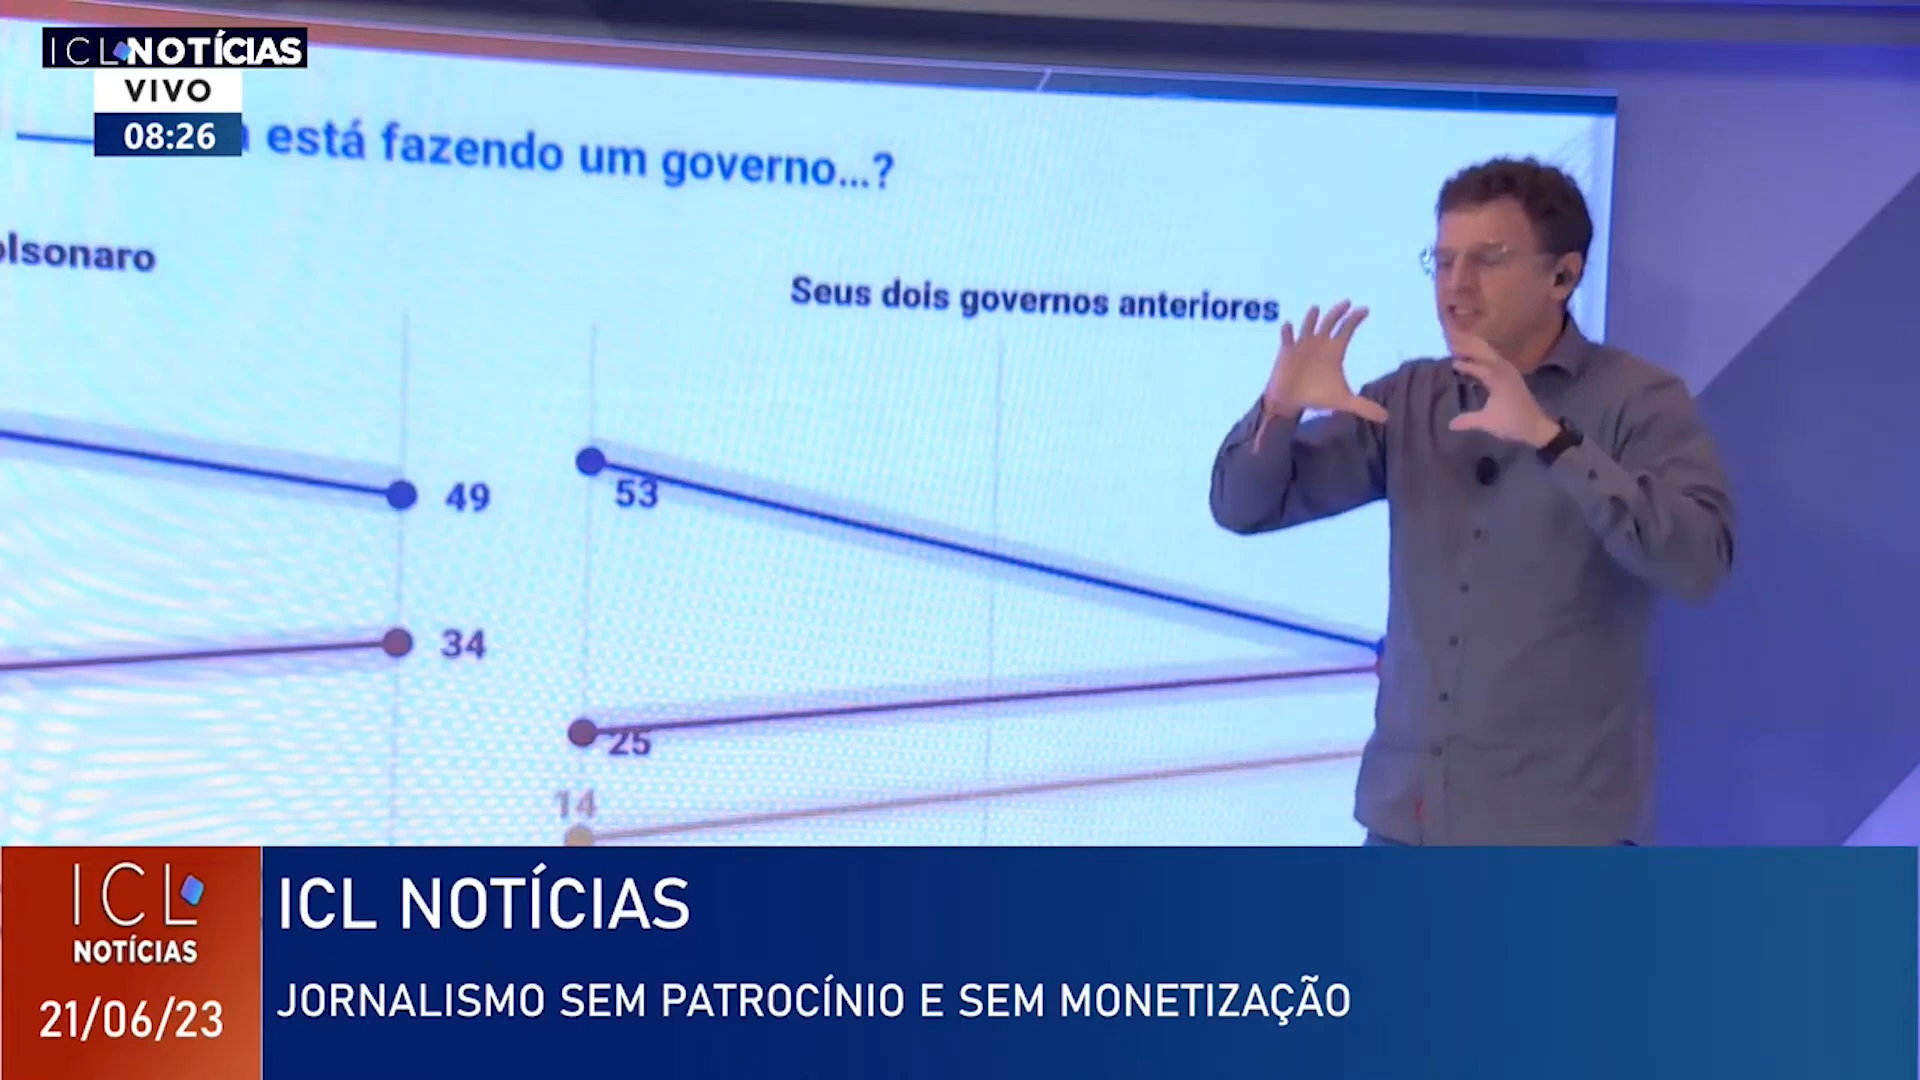 ICL NOTÍCIAS
VIVO
08:26
está fazendo um governo...?
olsonaro
Seus dois governos anteriores
49
53
34
25
14
ICL
NOTÍCIAS
21/06/23
ICL NOTÍCIAS
JORNALISMO SEM PATROCÍNIO E SEM MONETIZAÇÃO